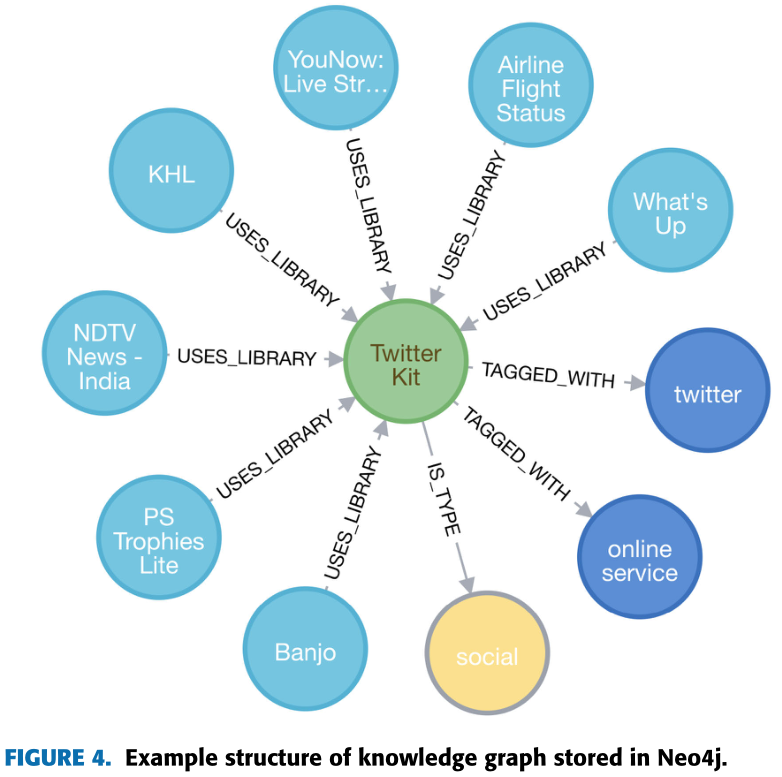 YouNow:
Live Str...
Airline
Flight
Status
KHL
What's
Up
USES_LIBRARY
USES_LIBRARY
USES_LIBRARY
USES_LIBRARY
NDTV
News -
India
USES_LIBRARY
Twitter
Kit
TAGGED_WITH
twitter
TAGGED_WITH
USES_LIBRARY
USES_LIBRARY
IS_TYPE
PS
Trophies
Lite
online
service
Banjo
social
FIGURE 4. Example structure of knowledge graph stored in Neo4j.